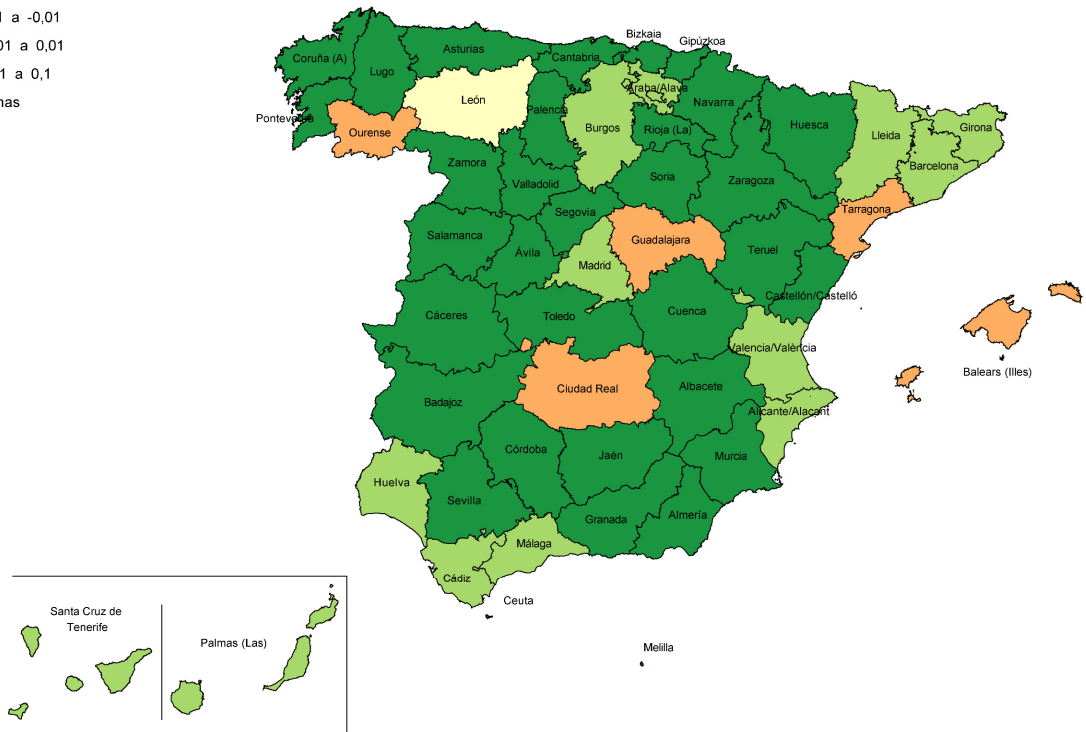 a -0,01
01 a 0,01
1 a 0,1
Bizkaia
Gipúzkoa
Asturias
Cantabria
Coruña (A)
Lugo
Araba/Alava
Navarra
León
Palencia
Pontevedra
Ourense
Burgos
Rioja (La)
Huesca
Lleida
Girona
Barcelona
Zamora
Valladolid
Soria
Zaragoza
Segovia
Tarragona
Salamanca
Ávila
Madrid
Guadalajara
Teruel
Castellón/Castelló
Cáceres
Toledo
Cuenca
Valencia/València
Balears (Illes)
Badajoz
Ciudad Real
Albacete
Alicante/Alacant
Córdoba
Jaén
Murcia
Huelva
Sevilla
Granada
Almería
Málaga
Cádiz
Ceuta
Melilla
Santa Cruz de
Tenerife
Palmas (Las)